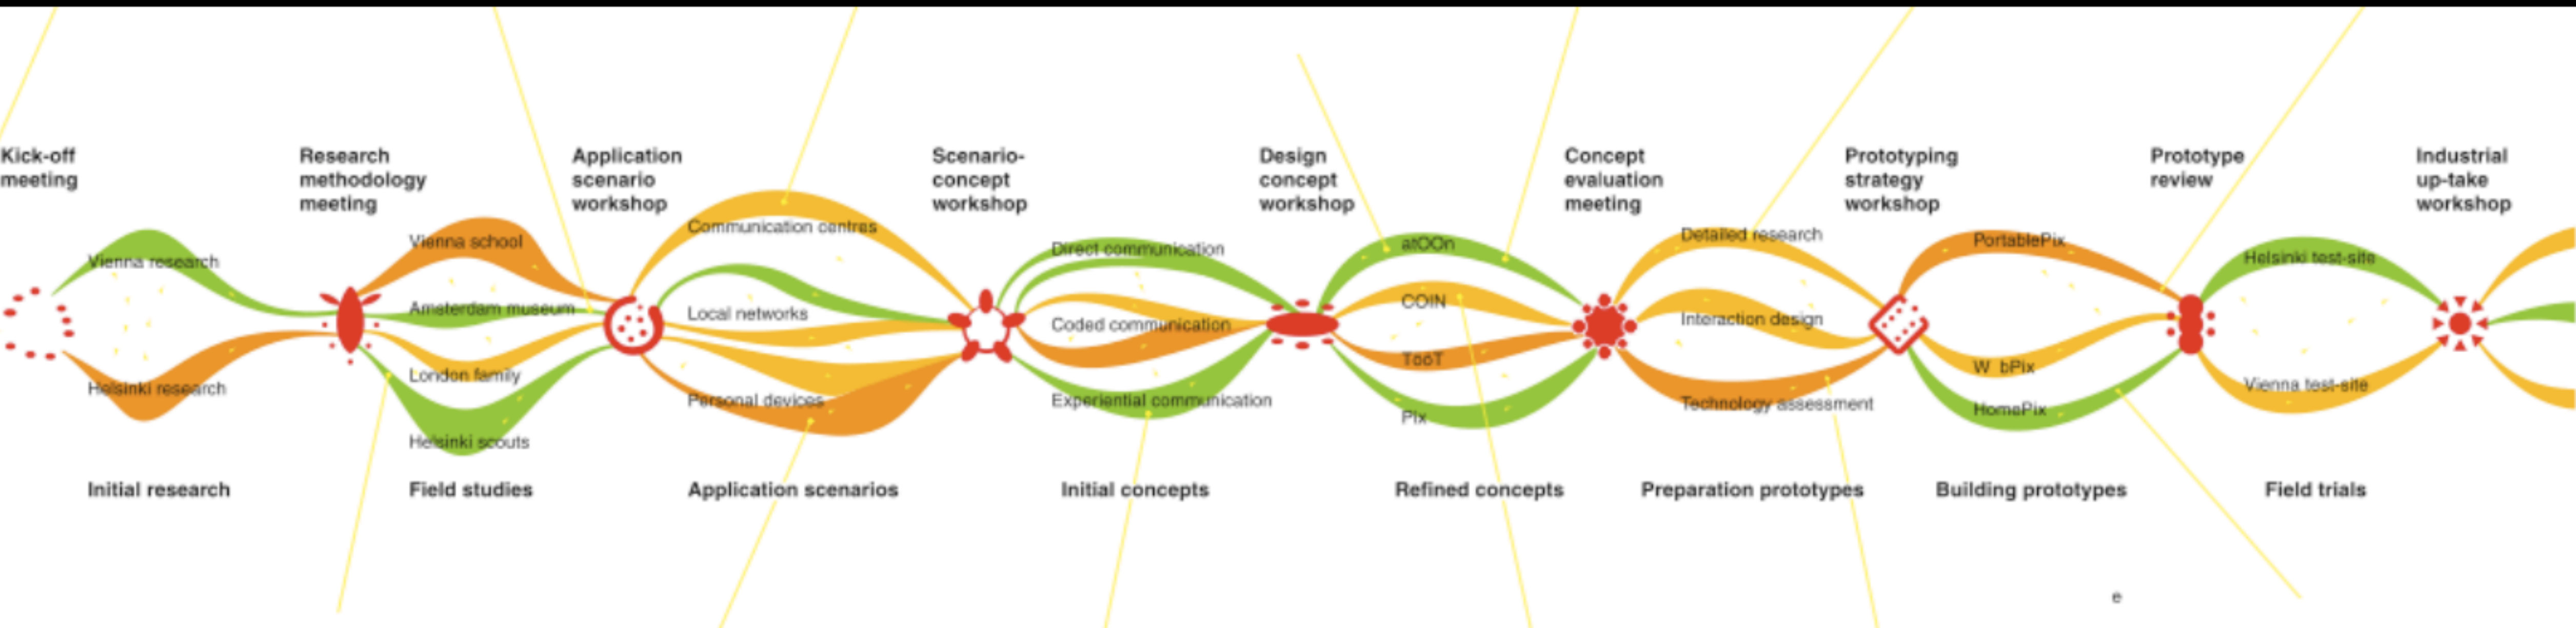 Kick-off
meeting
Research
methodology
meeting
Application
scenario
workshop
Scenario-
concept
workshop
Design
concept
workshop
Concept
evaluation
meeting
Prototyping
strategy
workshop
Prototype
review
Industrial
up-take
workshop
Vienna research
Helsinki research
Vienna school
Amsterdam museum
London family
Helsinki scouts
Communication centres
Local networks
Personal devices
Direct communication
Coded communication
Experiential communication
atOOn
COIN
TooT
Pix
Detailed research
Interaction design
Technology assessment
PortablePix
W bPix
HomePix
Helsinki test-site
Vienna test-site
Initial research
Field studies
Application scenarios
Initial concepts
Refined concepts
Preparation prototypes
Building prototypes
Field trials
e